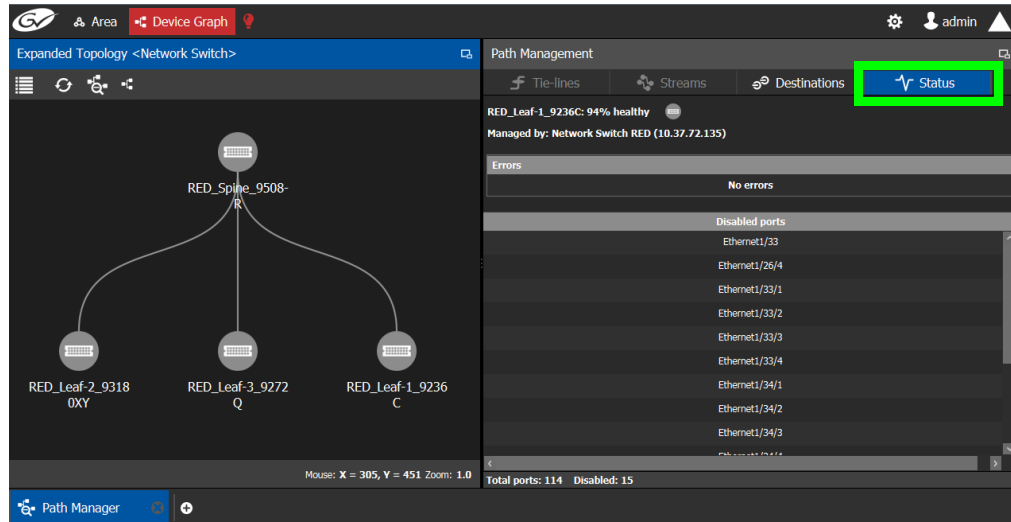 GV Area Device Graph admin
Expanded Topology <Network Switch>
Path Management
Tie-lines Streams Destinations Status
RED_Leaf-1_9236C: 94% healthy
Managed by: Network Switch RED (10.37.72.135)
Errors
No errors
Disabled ports
Ethernet1/33
Ethernet1/26/4
Ethernet1/33/1
Ethernet1/33/2
Ethernet1/33/3
Ethernet1/33/4
Ethernet1/34/1
Ethernet1/34/2
Ethernet1/34/3
Ethernet1/34/4
Total ports: 114 Disabled: 15
RED_Spine_9508-
R
RED_Leaf-2_9318
0XY
RED_Leaf-3_9272
Q
RED_Leaf-1_9236
C
Mouse: X = 305, Y = 451 Zoom: 1.0
Path Manager